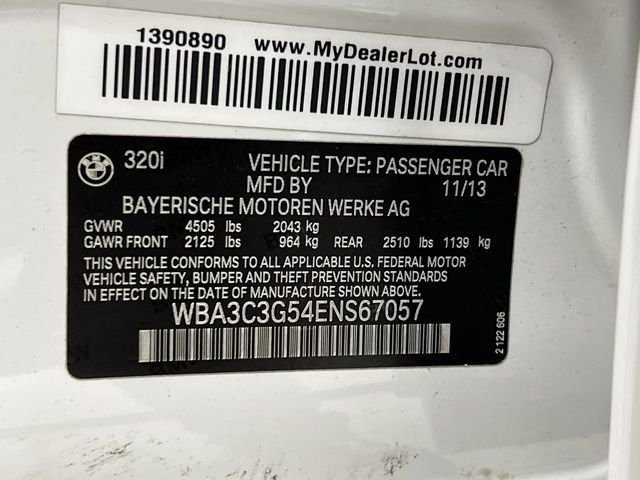 1390890 www.MyDealerLot.com
BMW 320i VEHICLE TYPE: PASSENGER CAR
MFD BY 11/13
BAYERISCHE MOTOREN WERKE AG
GVWR 4505 lbs 2043 kg
GAWR FRONT 2125 lbs 964 kg REAR 2510 lbs 1139 kg
THIS VEHICLE CONFORMS TO ALL APPLICABLE U.S. FEDERAL MOTOR
VEHICLE SAFETY, BUMPER AND THEFT PREVENTION STANDARDS
IN EFFECT ON THE DATE OF MANUFACTURE SHOWN ABOVE.
WBA3C3G54ENS67057
2 122 606